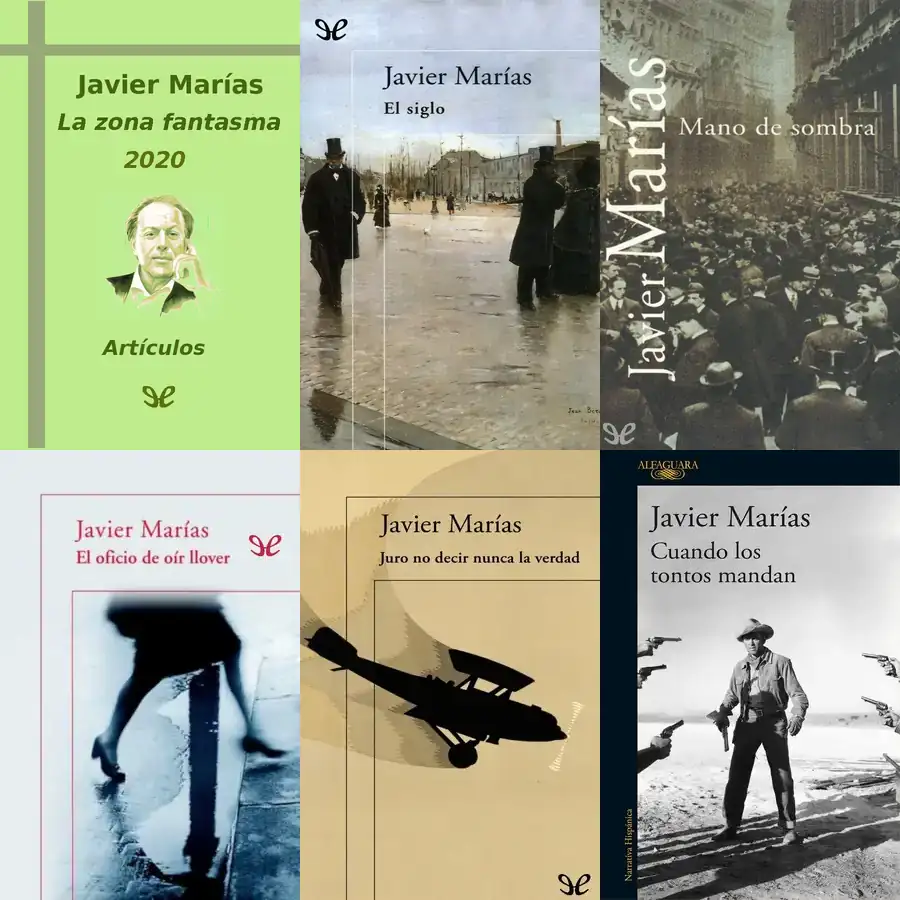 Javier Marías
La zona fantasma
2020
Artículos
Javier Marías
El siglo
Javier Marías
Mano de sombra
Javier Marías
El oficio de oír llover
Javier Marías
Juro no decir nunca la verdad
ALFAGUARA
Javier Marías
Cuando los
tontos mandan
Narrativa Hispánica